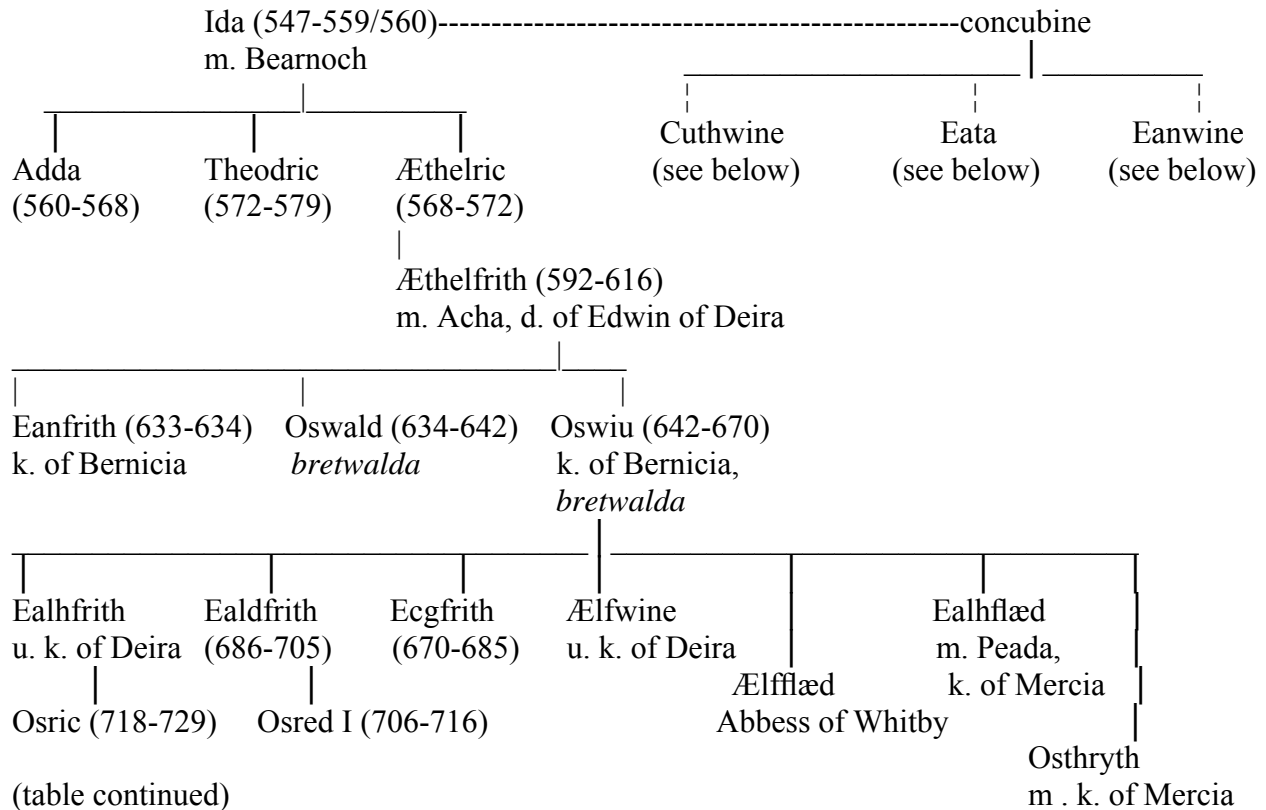 Ida (547-559/560)-------------------------------------------------concubine
m. Bearnoch
Cuthwine Eata Eanwine
(see below) (see below) (see below)
Adda Theodric Æthelric
(560-568) (572-579) (568-572)
Æthelfrith (592-616)
m. Acha, d. of Edwin of Deira
Eanfrith (633-634) Oswald (634-642) Oswiu (642-670)
k. of Bernicia bretwalda k. of Bernicia,
bretwalda
Ealhfrith Ealdfrith Ecgfrith Ælfwine Ealhflæd
u. k. of Deira (686-705) (670-685) u. k. of Deira m. Peada,
Ælfflæd k. of Mercia
Osric (718-729) Osred I (706-716) Abbess of Whitby
Osthryth
(table continued) m . k. of Mercia